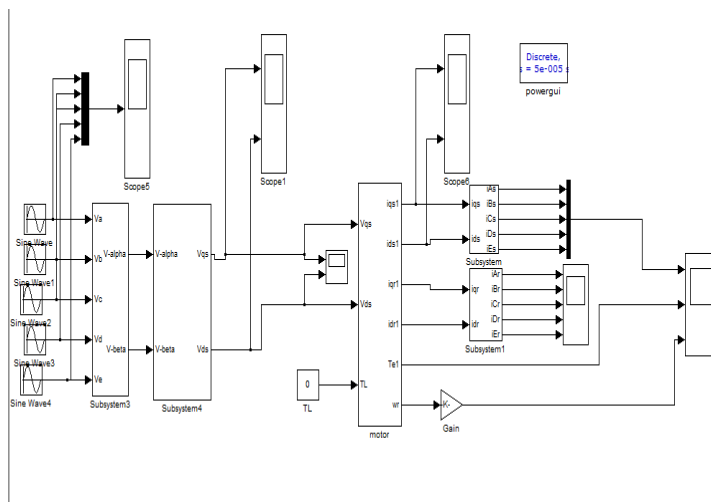 Discrete,
s = 5e-005 s
powergui
Scope5
Scope1
Scope6
Sine Wave
Sine Wave1
Sine Wave2
Sine Wave3
Sine Wave4
Va
Vb
Vc
Vd
Ve
V-alpha
V-beta
Subsystem3
V-alpha
V-beta
Vqs
Vds
Subsystem4
0
TL
Vqs
Vds
TL
iqs1
ids1
iqr1
idr1
Te1
wr
motor
iqs
ids
iAs
iBs
iCs
iDs
iEs
Subsystem
iqr
idr
iAr
iBr
iCr
iDr
iEr
Subsystem1
-K-
Gain